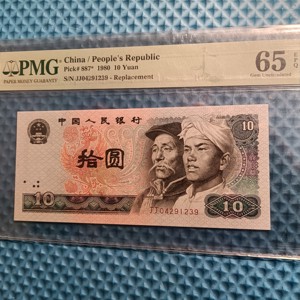 PMG
PAPER MONEY GUARANTY
China / People's Republic
Pick# 887* 1980 10 Yuan
S/N JJ04291239 - Replacement
65 EPQ
中国人民银行
10
拾圆
JJ04291239
10
10